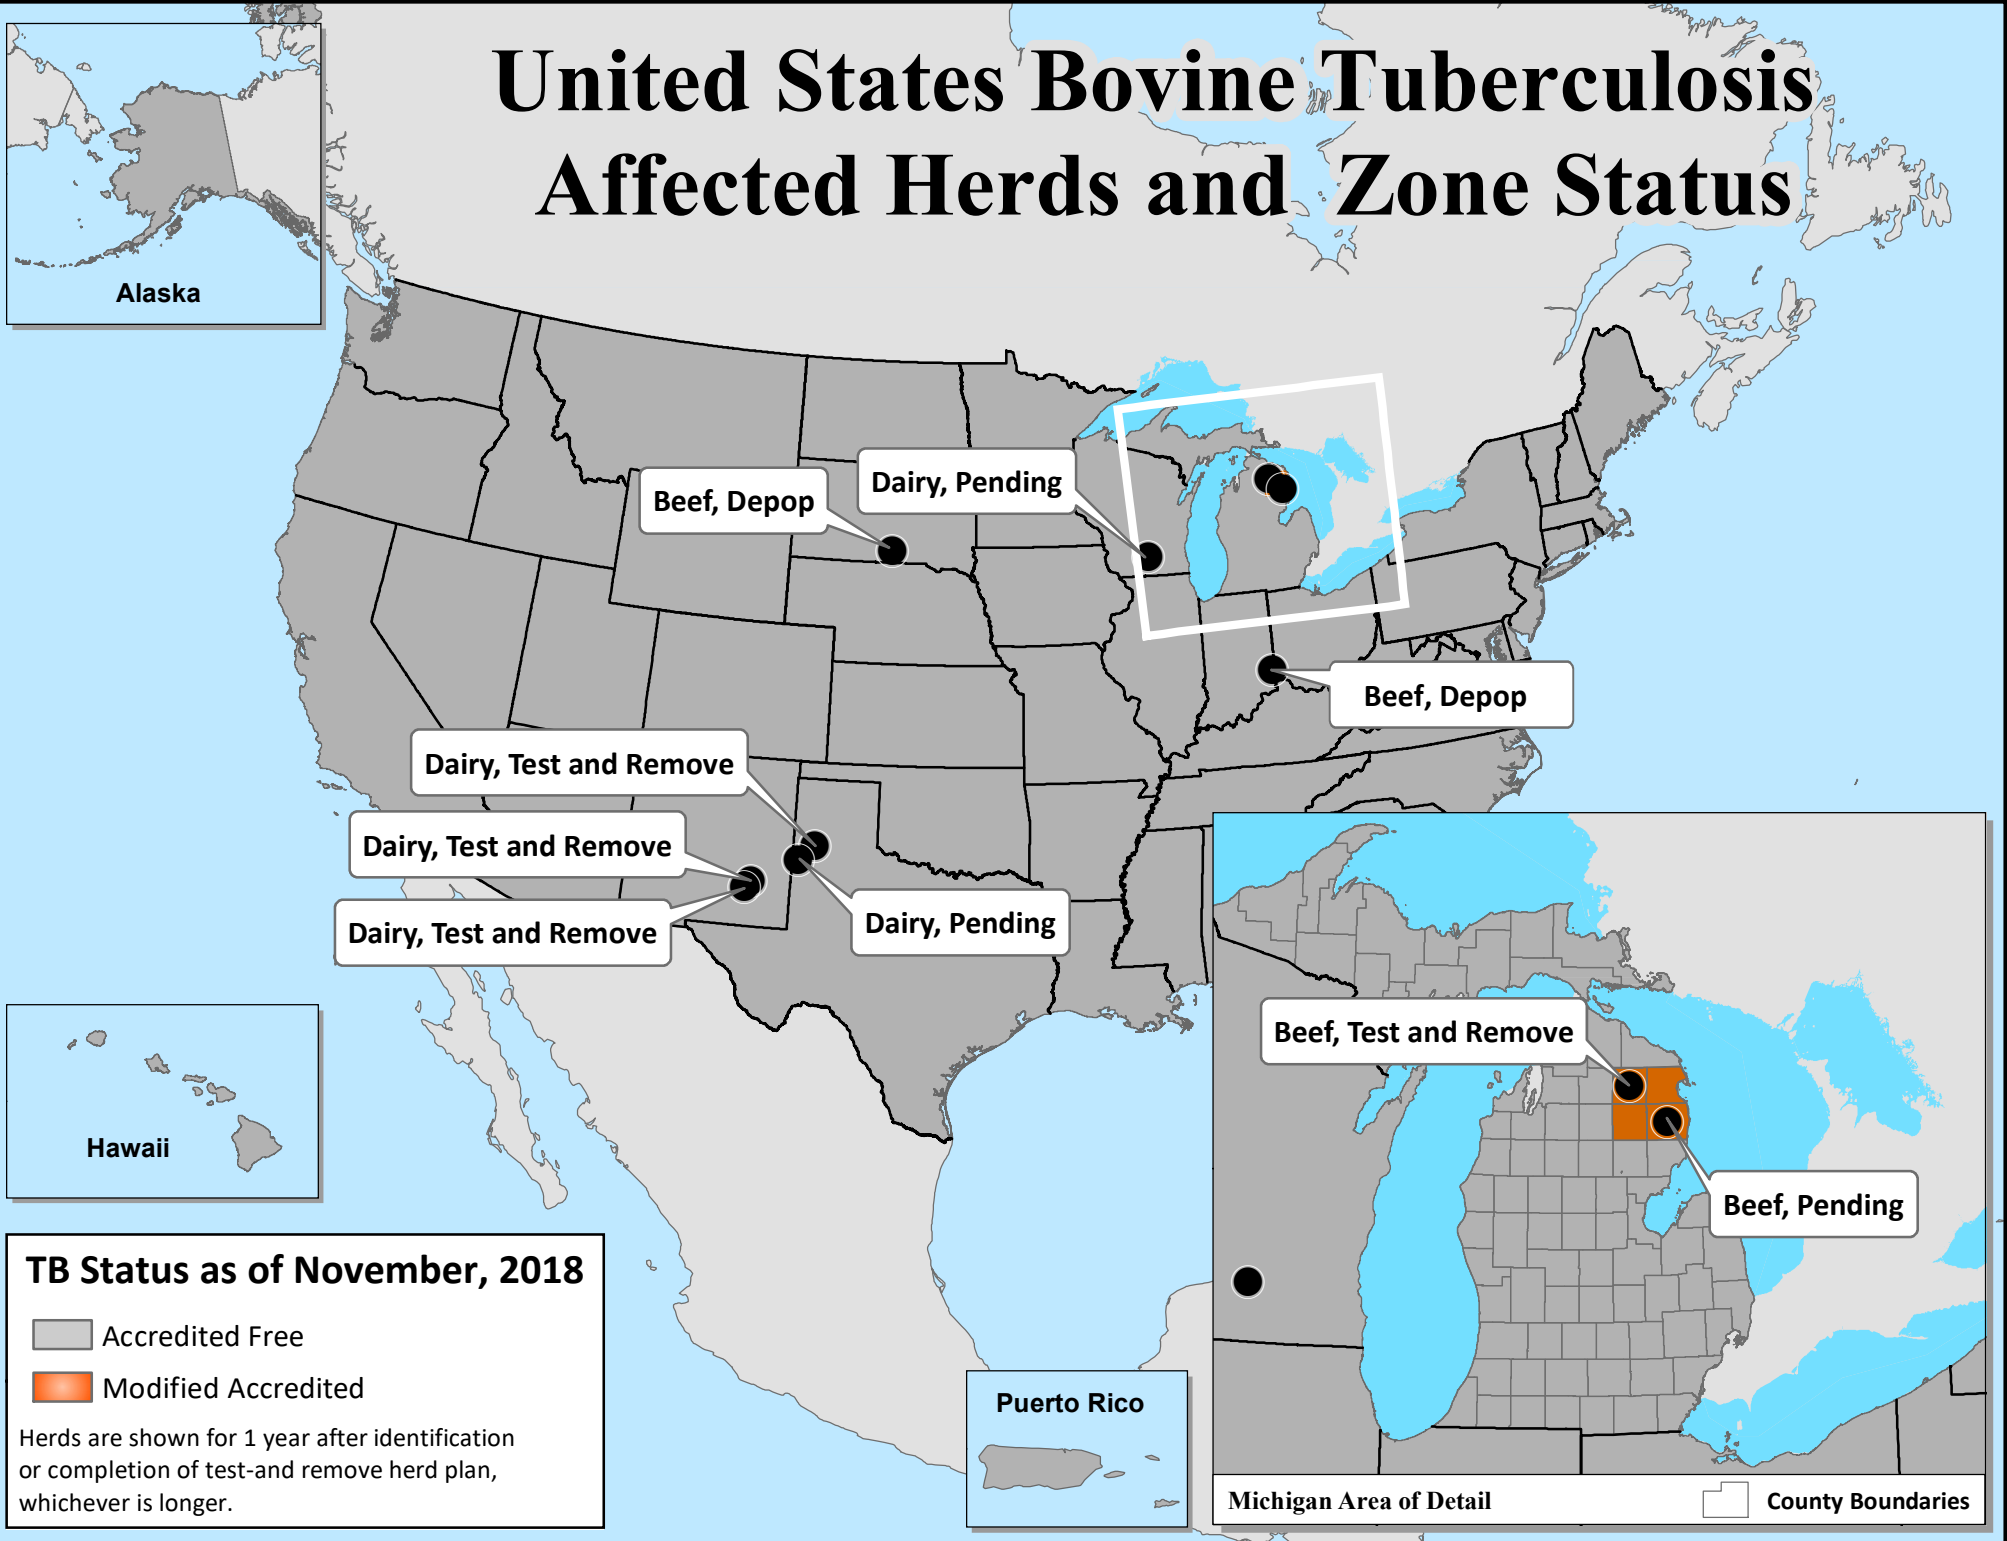 United States Bovine Tuberculosis
Affected Herds and Zone Status
Alaska
Dairy, Pending
Beef, Depop
Beef, Depop
Dairy, Test and Remove
Dairy, Test and Remove
Dairy, Test and Remove
Dairy, Pending
Beef, Test and Remove
Beef, Pending
Hawaii
TB Status as of November, 2018
Accredited Free
Modified Accredited
Herds are shown for 1 year after identification
or completion of test-and remove herd plan,
whichever is longer.
Puerto Rico
Michigan Area of Detail
County Boundaries